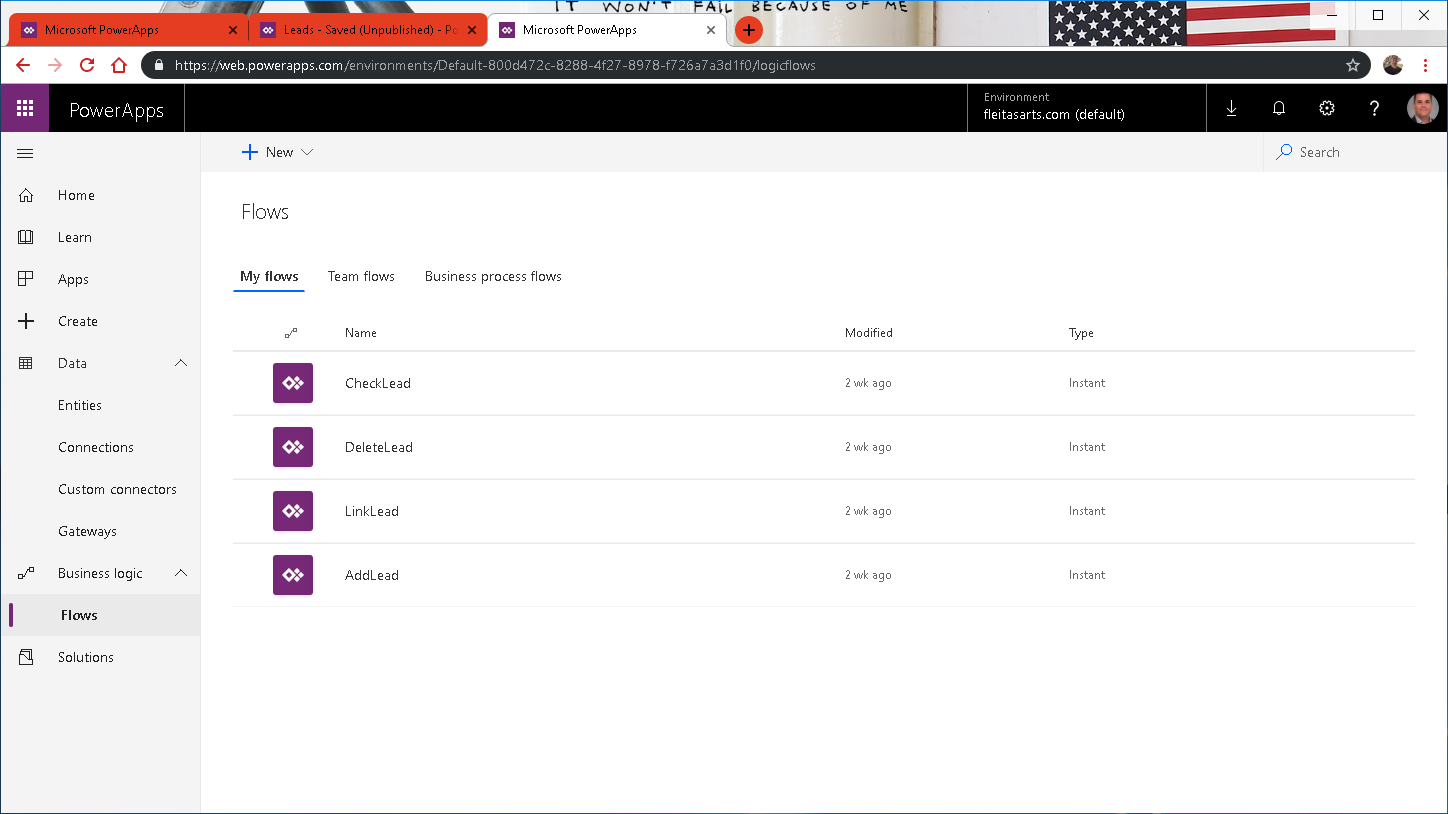 IT WON'T FAIL BECAUSE OF ME
Microsoft PowerApps
Leads - Saved (Unpublished) - Po
Microsoft PowerApps
https://web.powerapps.com/environments/Default-800d472c-8288-4f27-8978-f726a7a3d1f0/logicflows
PowerApps
Environment
fleitasarts.com (default)
?
New
Search
Home
Learn
Apps
Create
Data
Entities
Connections
Custom connectors
Gateways
Business logic
Flows
Solutions
Flows
My flows Team flows Business process flows
Name Modified Type
CheckLead 2 wk ago Instant
DeleteLead 2 wk ago Instant
LinkLead 2 wk ago Instant
AddLead 2 wk ago Instant